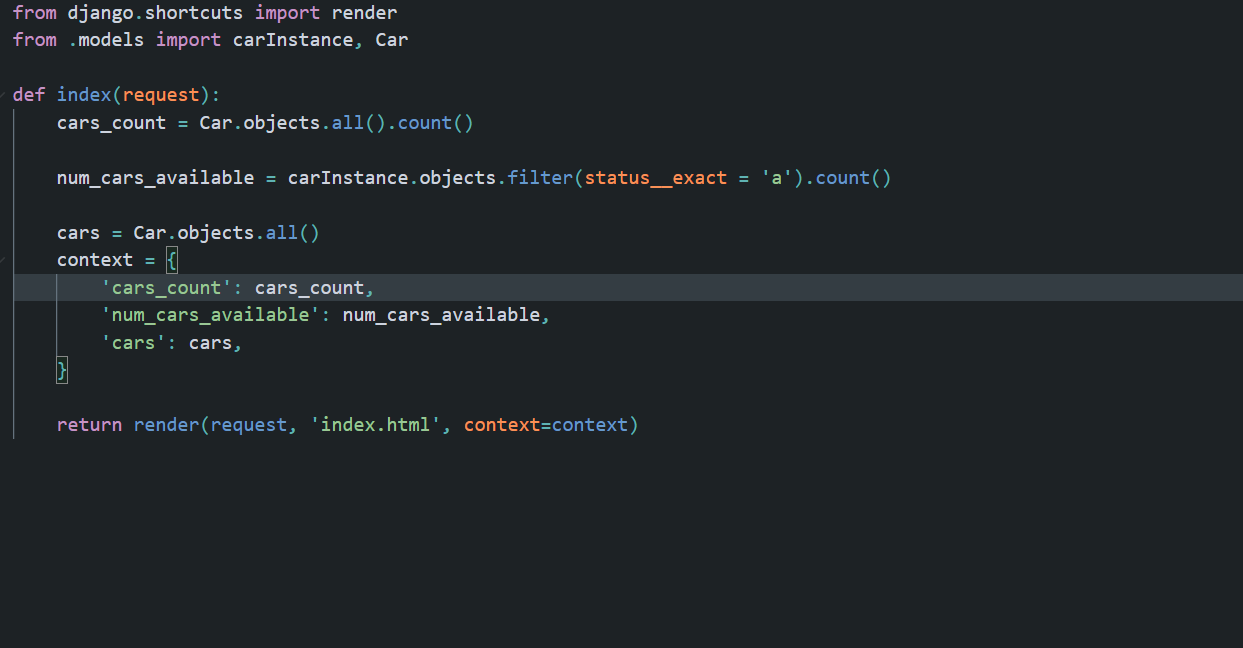 from django.shortcuts import render
from .models import carInstance, Car
def index(request):
    cars_count = Car.objects.all().count()
    num_cars_available = carInstance.objects.filter(status__exact = 'a').count()
    cars = Car.objects.all()
    context = {
        'cars_count': cars_count,
        'num_cars_available': num_cars_available,
        'cars': cars,
    }
    return render(request, 'index.html', context=context)